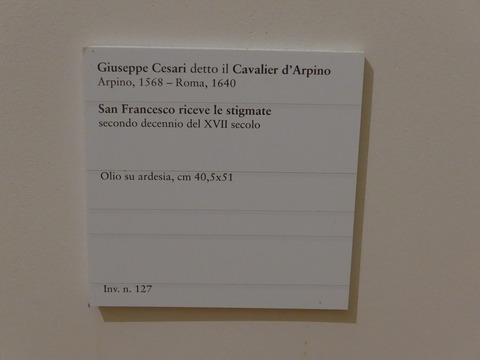 Giuseppe Cesari detto il Cavalier d'Arpino
Arpino, 1568 – Roma, 1640
San Francesco riceve le stigmate
secondo decennio del XVII secolo
Olio su ardesia, cm 40,5x51
Inv. n. 127